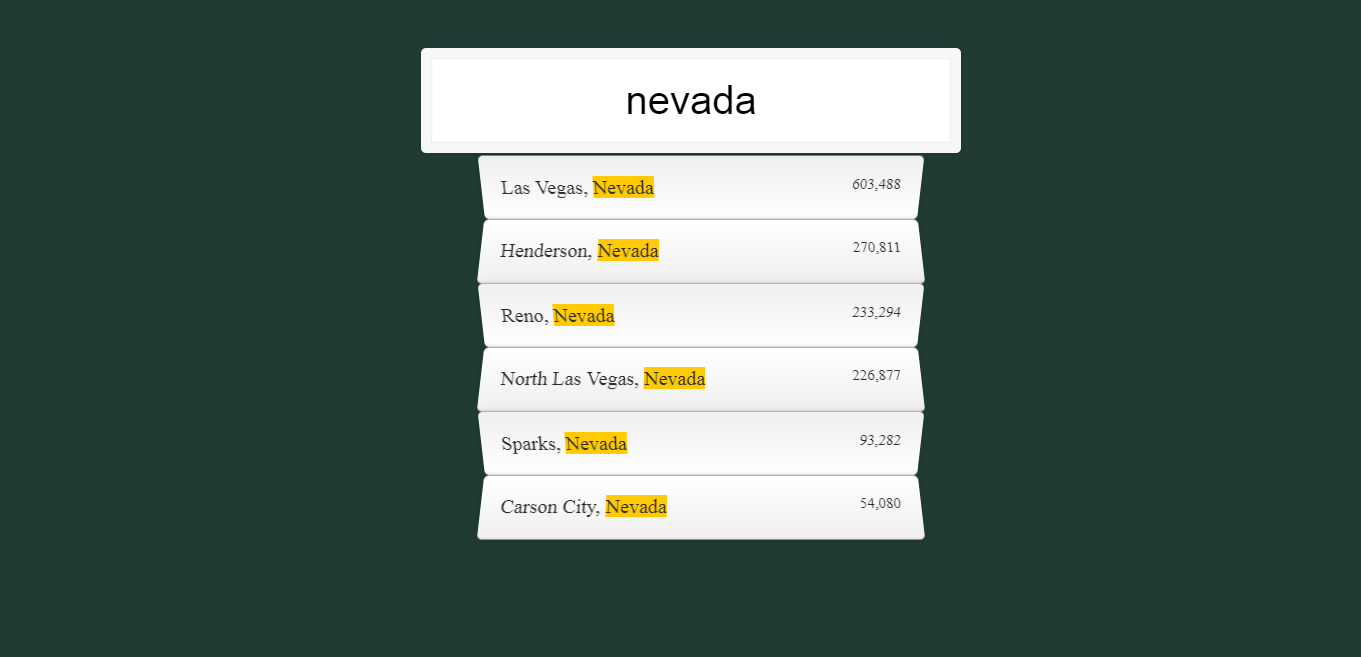 nevada
Las Vegas, Nevada 603,488
Henderson, Nevada 270,811
Reno, Nevada 233,294
North Las Vegas, Nevada 226,877
Sparks, Nevada 93,282
Carson City, Nevada 54,080